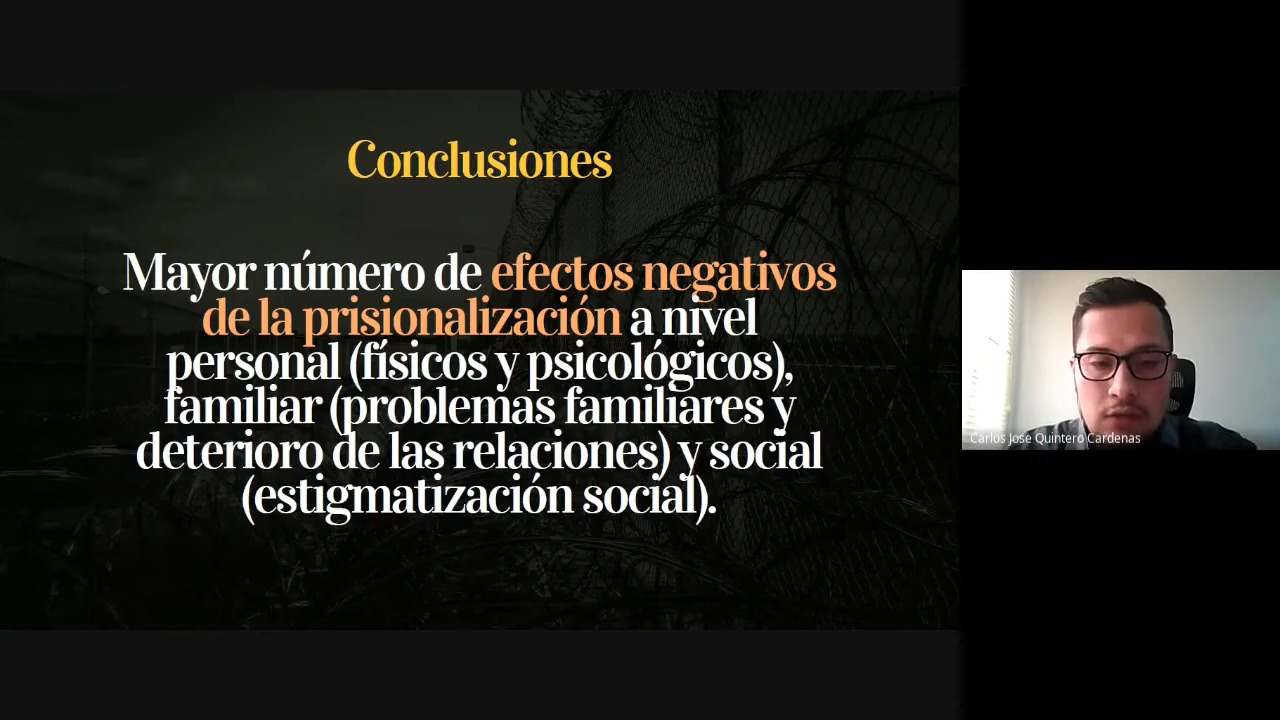 Conclusiones
Mayor número de efectos negativos
de la prisionalización a nivel
personal (físicos y psicológicos),
familiar (problemas familiares y
deterioro de las relaciones) y social
(estigmatización social).
Carlos Jose Quintero Cardenas